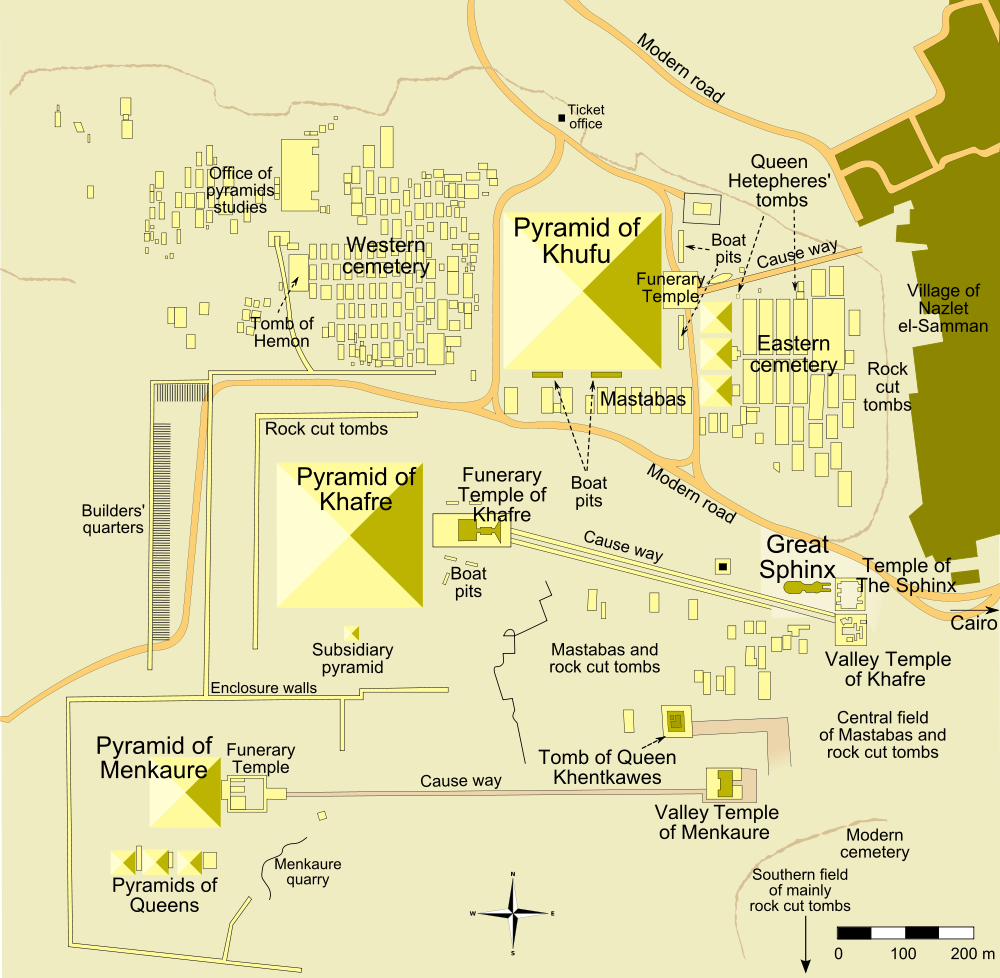 Modern road
Ticket
office
Queen
Hetepheres'
tombs
Office of
pyramids
studies
Western
cemetery
Pyramid of
Khufu
Boat
pits
Cause way
Funerary
Temple
Village of
Nazlet
el-Samman
Tomb of
Hemon
Eastern
cemetery
Rock
cut
tombs
Mastabas
Rock cut tombs
Pyramid of
Khafre
Funerary
Temple of
Khafre
Boat
pits
Modern road
Builders'
quarters
Cause way
Great
Sphinx
Temple of
The Sphinx
Boat
pits
Cairo
Subsidiary
pyramid
Mastabas and
rock cut tombs
Valley Temple
of Khafre
Enclosure walls
Central field
of Mastabas and
rock cut tombs
Pyramid of
Menkaure
Funerary
Temple
Tomb of Queen
Khentkawes
Cause way
Valley Temple
of Menkaure
Modern
cemetery
Menkaure
quarry
Pyramids of
Queens
Southern field
of mainly
rock cut tombs
N
W
E
S
0
100
200 m